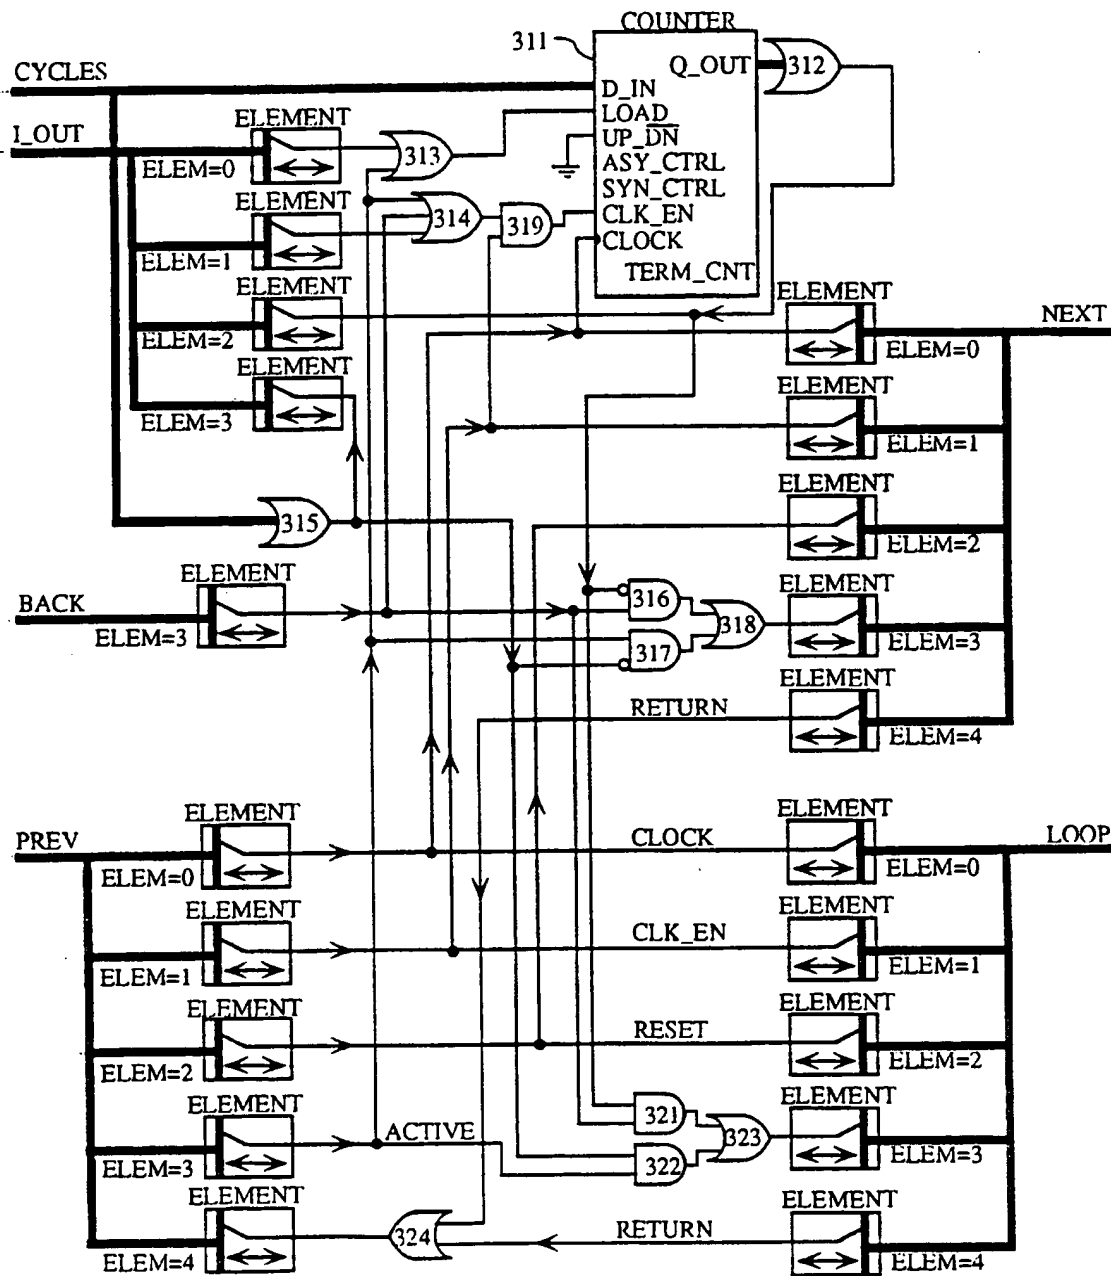 COUNTER
311
Q_OUT
312
CYCLES
D_IN
I_OUT
ELEMENT
313
LOAD
UP_DN
ELEM=0
ASY_CTRL
ELEMENT
314
319
SYN_CTRL
CLK_EN
CLOCK
ELEM=1
ELEMENT
TERM_CNT
ELEMENT
NEXT
ELEM=2
ELEM=0
ELEMENT
ELEMENT
ELEM=3
ELEM=1
ELEMENT
315
ELEM=2
ELEMENT
ELEMENT
BACK
316
318
ELEM=3
317
ELEM=3
ELEMENT
RETURN
ELEM=4
ELEMENT
ELEMENT
PREV
CLOCK
LOOP
ELEM=0
ELEM=0
ELEMENT
ELEMENT
CLK_EN
ELEM=1
ELEM=1
ELEMENT
ELEMENT
RESET
ELEM=2
ELEM=2
ELEMENT
ELEMENT
321
ACTIVE
323
ELEM=3
322
ELEM=3
ELEMENT
ELEMENT
324
RETURN
ELEM=4
ELEM=4